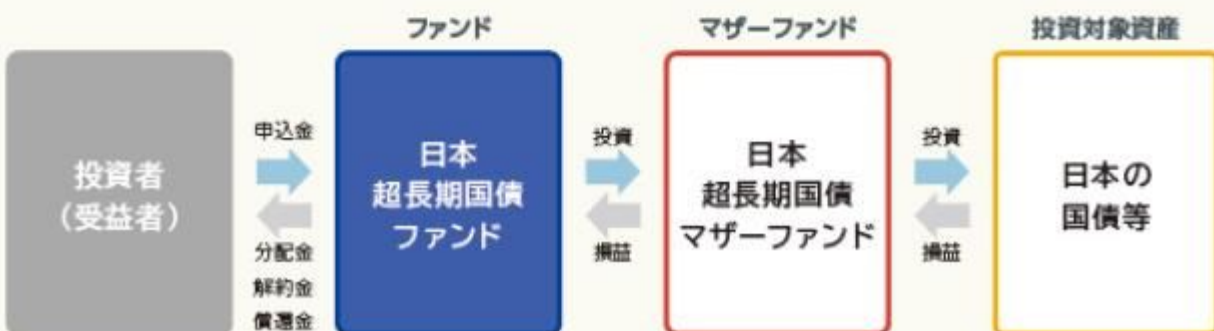 ファンド
マザーファンド
投資対象資産
投資者
（受益者）
申込金
分配金
解約金
償還金
日本
超長期国債
ファンド
投資
損益
日本
超長期国債
マザーファンド
投資
損益
日本の
国債等